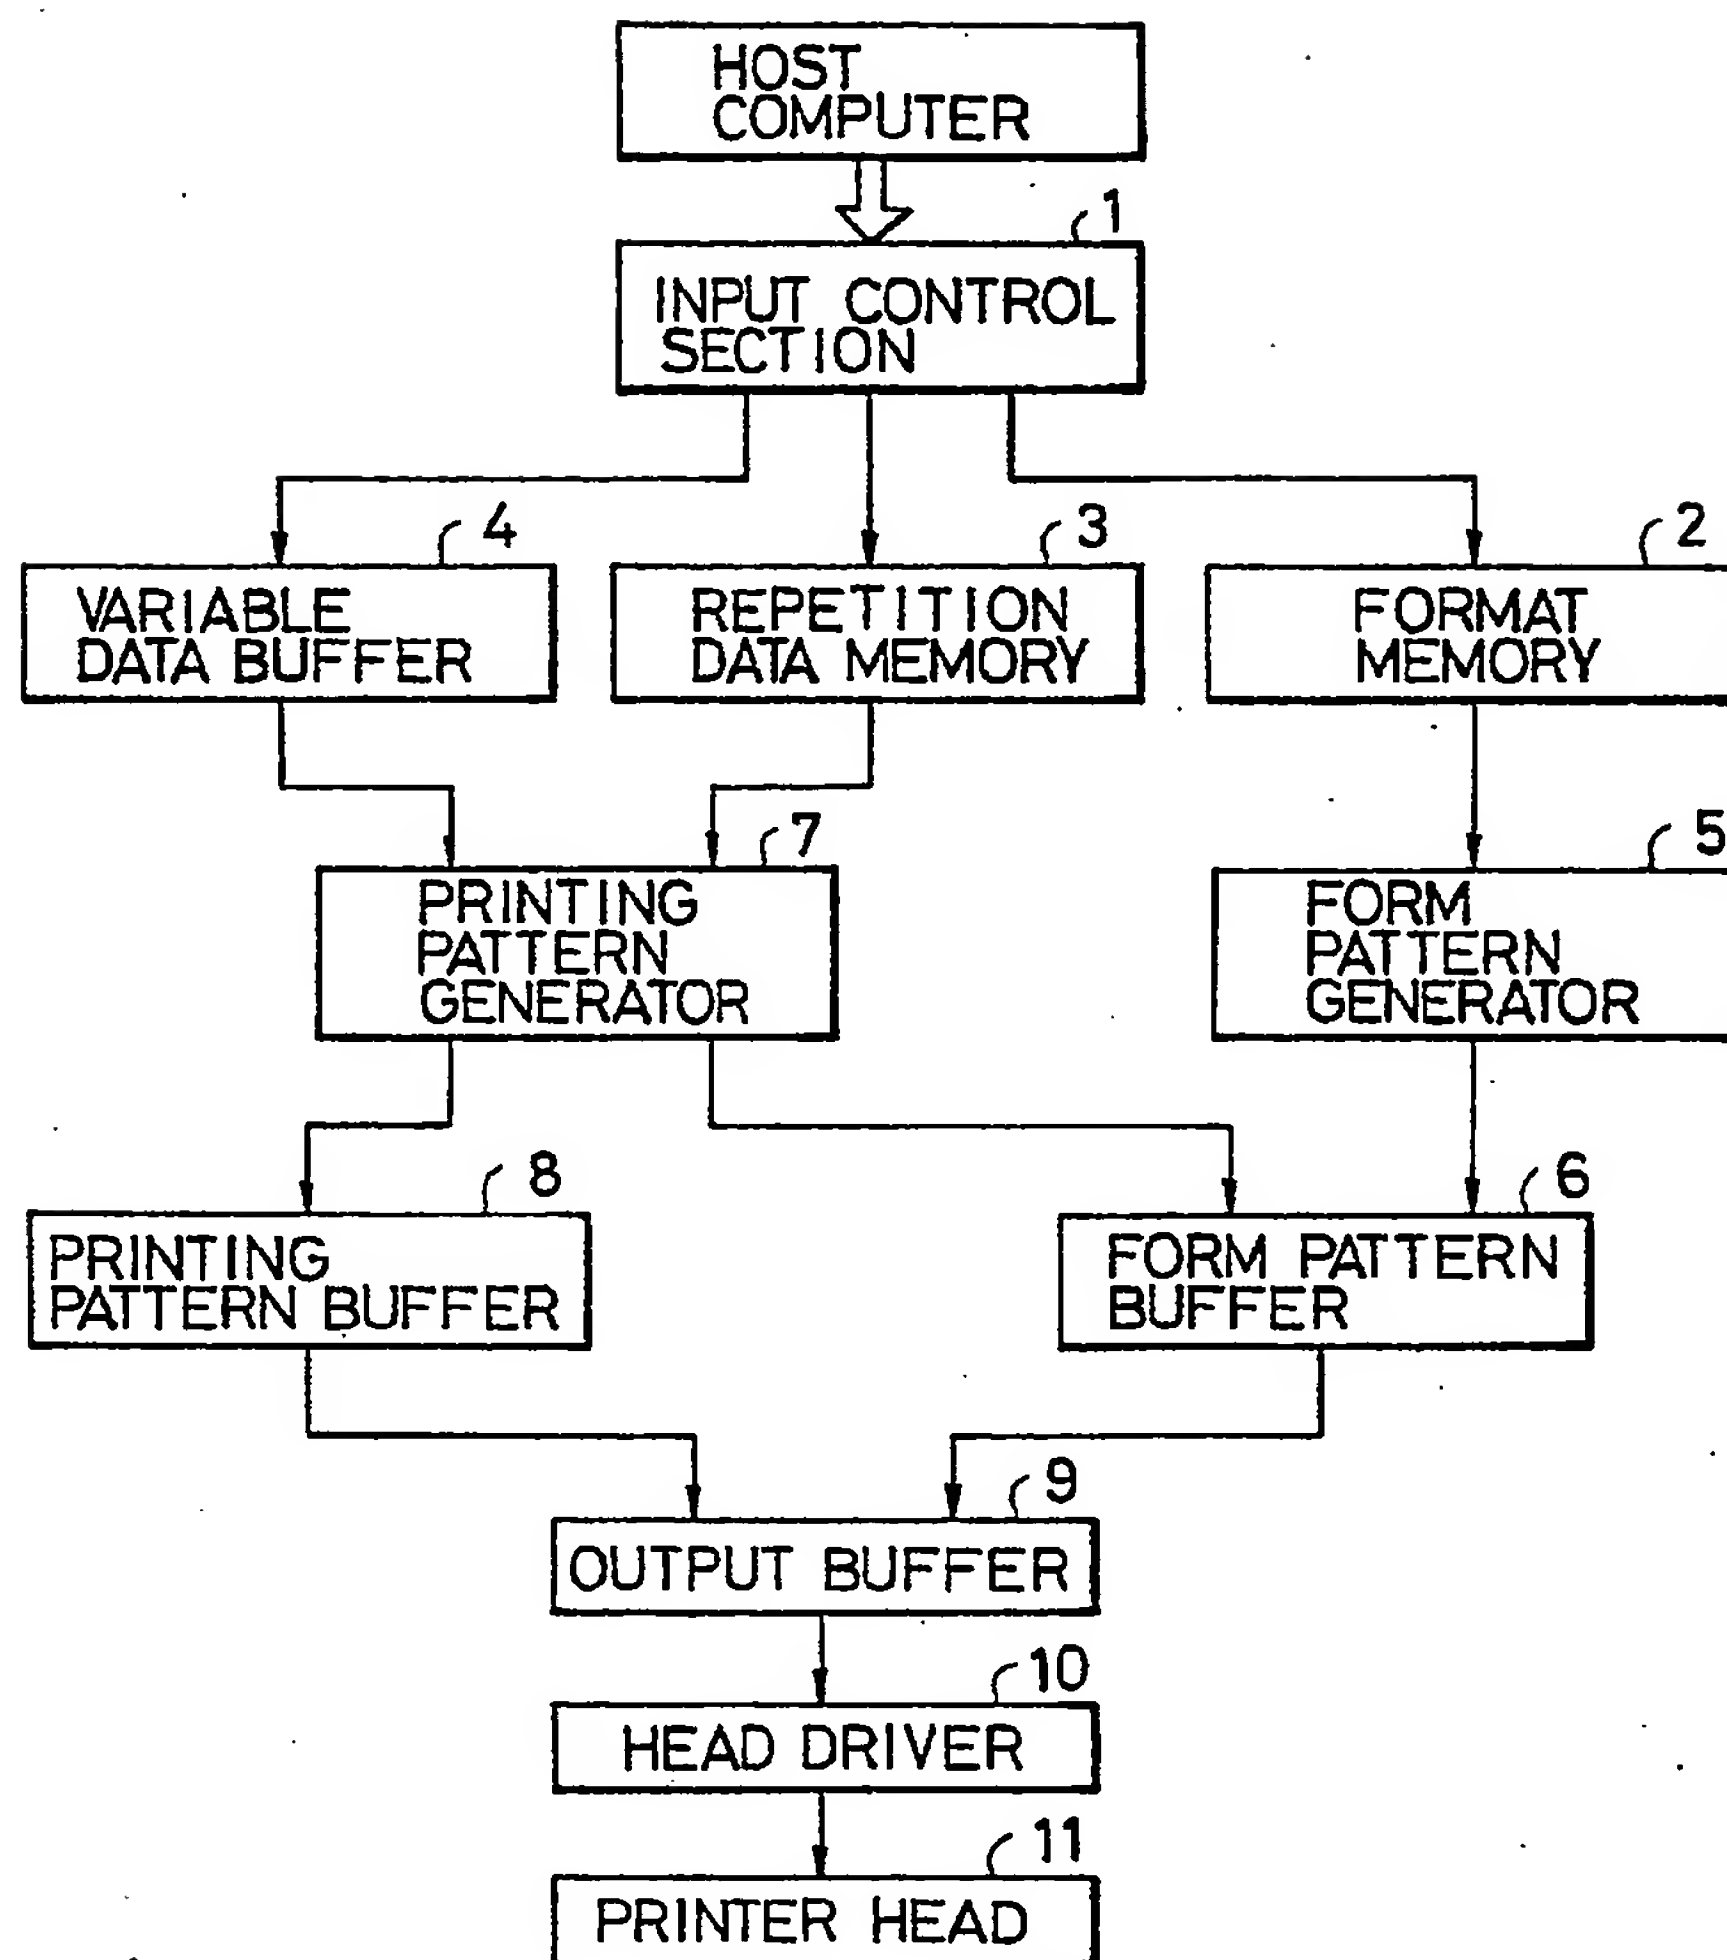 HOST
COMPUTER
1
INPUT CONTROL
SECTION
4
3
2
VARIABLE
DATA BUFFER
REPETITION
DATA MEMORY
FORMAT
MEMORY
7
5
PRINTING
PATTERN
GENERATOR
FORM
PATTERN
GENERATOR
8
6
PRINTING
PATTERN BUFFER
FORM PATTERN
BUFFER
9
OUTPUT BUFFER
10
HEAD DRIVER
11
PRINTER HEAD